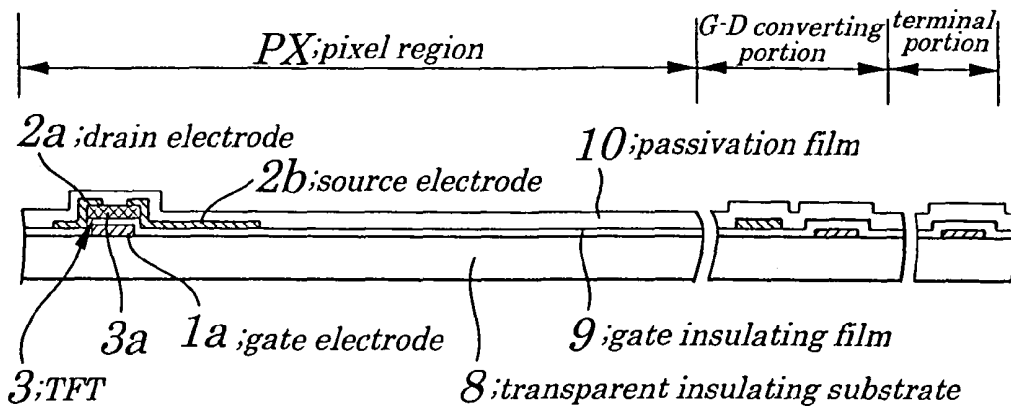 PX;pixel region
G-D converting
portion
terminal
portion
2a;drain electrode
2b;source electrode
10;passivation film
3a
1a;gate electrode
9;gate insulating film
3;TFT
8;transparent insulating substrate